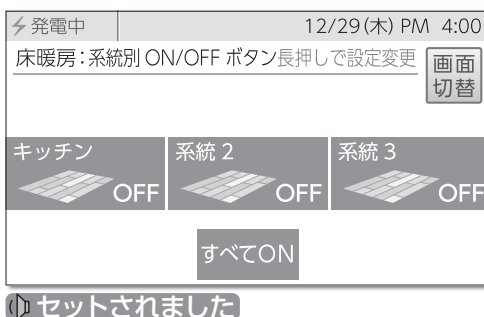 発電中 12/29(木) PM 4:00
床暖房:系統別 ON/OFF ボタン長押しで設定変更
画面
切替
キッチン 系統 2 系統 3
OFF OFF OFF
すべてON
セットされました